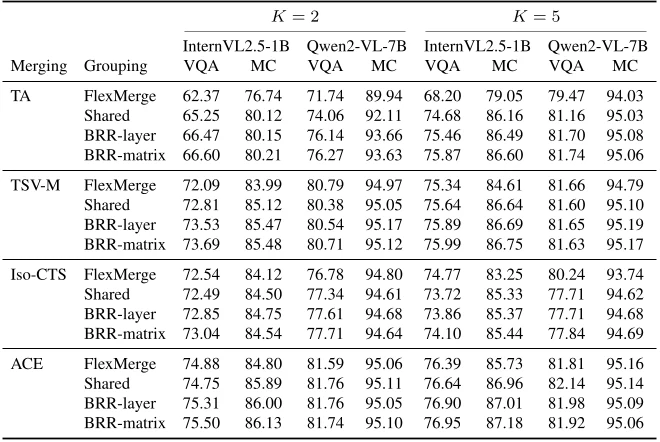 K = 2 K = 5
InternVL2.5-1B Qwen2-VL-7B InternVL2.5-1B Qwen2-VL-7B
Merging Grouping VQA MC VQA MC VQA MC VQA MC
TA FlexMerge 62.37 76.74 71.74 89.94 68.20 79.05 79.47 94.03
Shared 65.25 80.12 74.06 92.11 74.68 86.16 81.16 95.03
BRR-layer 66.47 80.15 76.14 93.66 75.46 86.49 81.70 95.08
BRR-matrix 66.60 80.21 76.27 93.63 75.87 86.60 81.74 95.06
TSV-M FlexMerge 72.09 83.99 80.79 94.97 75.34 84.61 81.66 94.79
Shared 72.81 85.12 80.38 95.05 75.64 86.64 81.60 95.10
BRR-layer 73.53 85.47 80.54 95.17 75.89 86.69 81.65 95.19
BRR-matrix 73.69 85.48 80.71 95.12 75.99 86.75 81.63 95.17
Iso-CTS FlexMerge 72.54 84.12 76.78 94.80 74.77 83.25 80.24 93.74
Shared 72.49 84.50 77.34 94.61 73.72 85.33 77.71 94.62
BRR-layer 72.85 84.75 77.61 94.68 73.86 85.37 77.71 94.68
BRR-matrix 73.04 84.54 77.71 94.64 74.10 85.44 77.84 94.69
ACE FlexMerge 74.88 84.80 81.59 95.06 76.39 85.73 81.81 95.16
Shared 74.75 85.89 81.76 95.11 76.64 86.96 82.14 95.14
BRR-layer 75.31 86.00 81.76 95.05 76.90 87.01 81.98 95.09
BRR-matrix 75.50 86.13 81.74 95.10 76.95 87.18 81.92 95.06